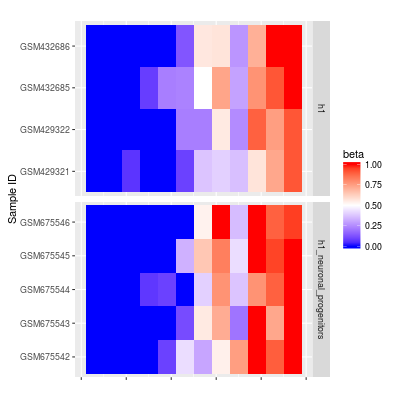 GSM432686
GSM432685
GSM429322
GSM429321
h1
GSM675546
GSM675545
GSM675544
GSM675543
GSM675542
h1_neuronal_progenitors
Sample ID
beta
1.00
0.75
0.50
0.25
0.00